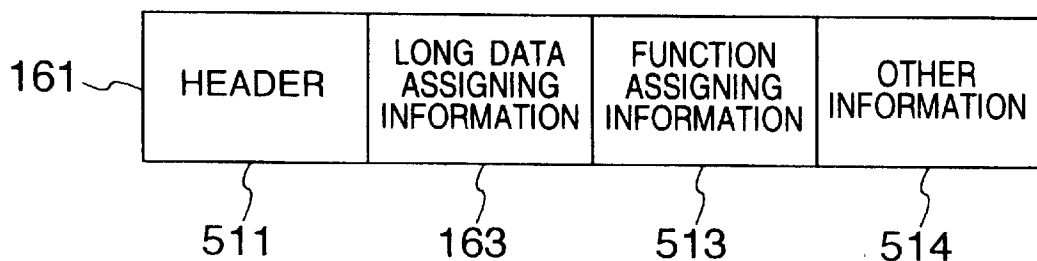 161
HEADER
LONG DATA
ASSIGNING
INFORMATION
FUNCTION
ASSIGNING
INFORMATION
OTHER
INFORMATION
511
163
513
514